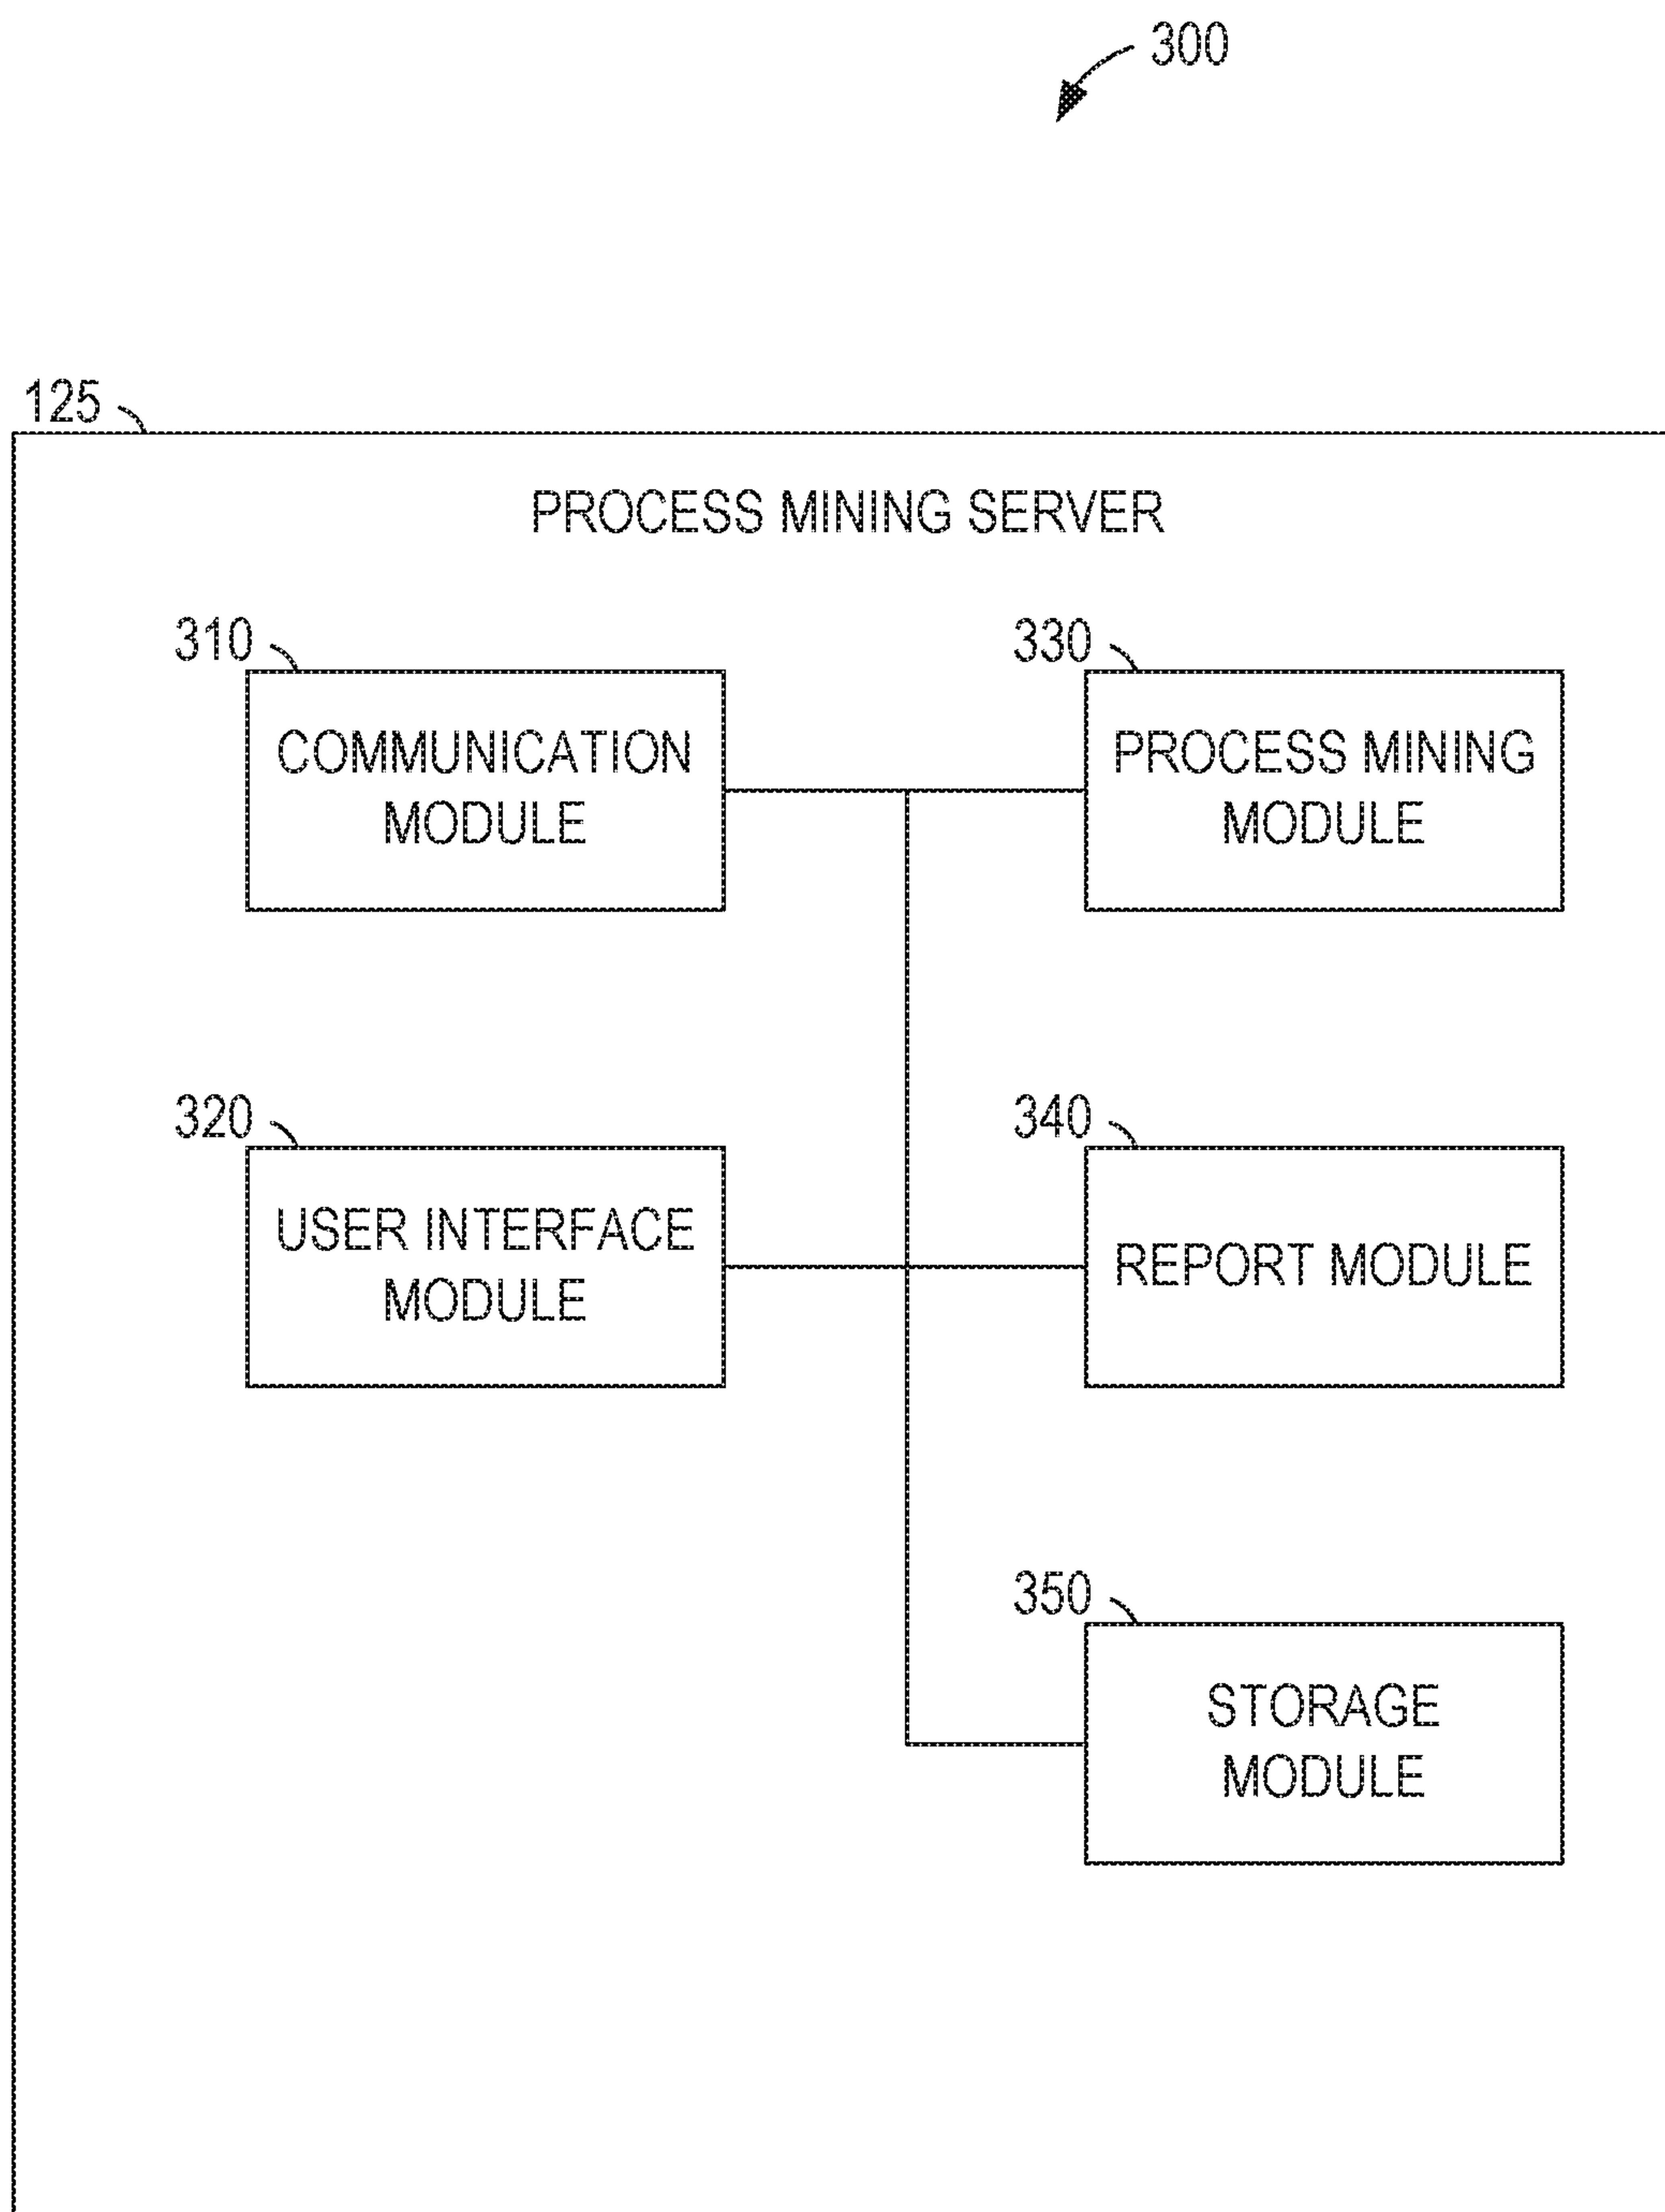 300
125
PROCESS MINING SERVER
310
COMMUNICATION
MODULE
330
PROCESS MINING
MODULE
320
USER INTERFACE
MODULE
340
REPORT MODULE
350
STORAGE
MODULE